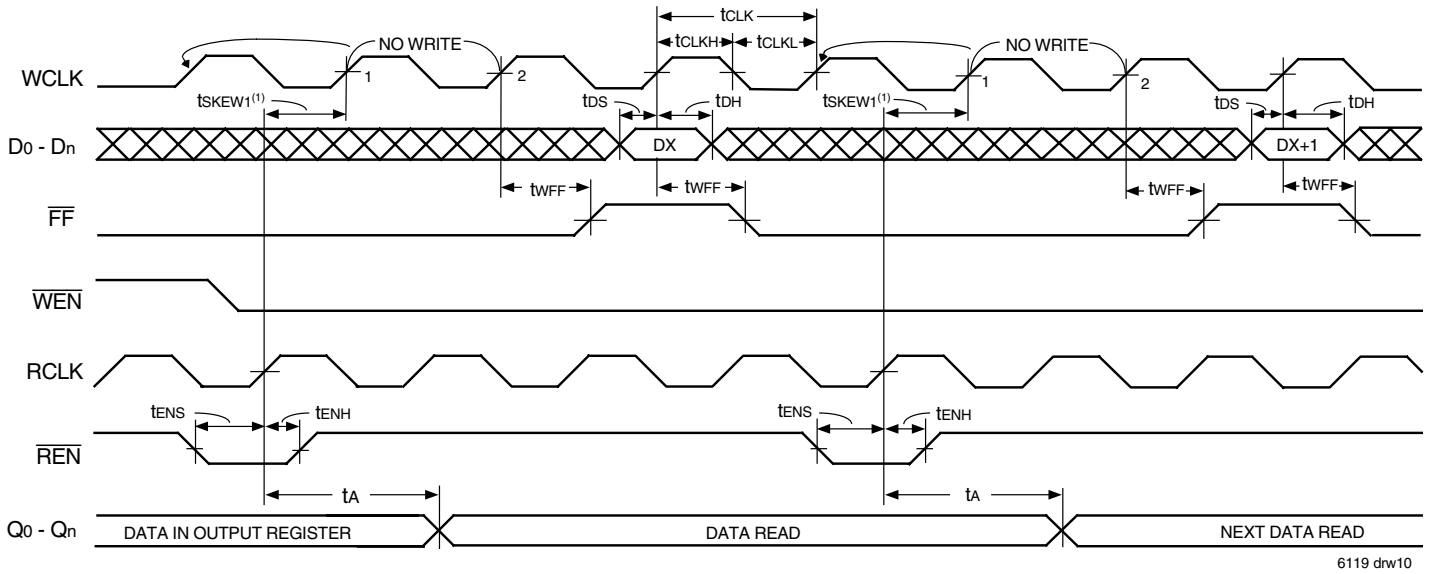 tCLK
NO WRITE tCLKH tCLKL NO WRITE
WCLK 1 2 1 2
tSKEW1(1) tDS tDH tSKEW1(1) tDS tDH
D0 - Dn DX DX+1
tWFF tWFF tWFF tWFF
FF
WEN
RCLK
tENS tENH tENS tENH
REN
tA tA
Q0 - Qn DATA IN OUTPUT REGISTER DATA READ NEXT DATA READ
6119 drw10